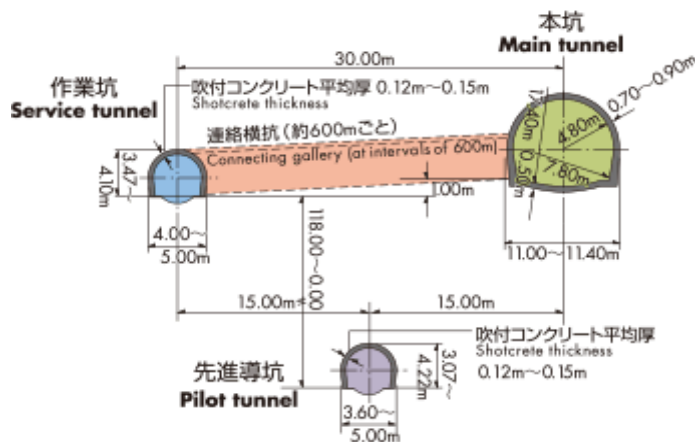 本坑
Main tunnel
30.00m
作業坑
Service tunnel
吹付コンクリート平均厚 0.12m~0.15m
Shotcrete thickness
0.70~0.90m
連絡横抗 (約600mごと)
Connecting gallery (at intervals of 600m)
4.80m
7.80m
0.50m
3.47~
4.10m
1.00m
4.00~
5.00m
118.00~0.00
11.00~11.40m
15.00m
15.00m
吹付コンクリート平均厚
Shotcrete thickness
0.12m~0.15m
先進導坑
Pilot tunnel
3.07~
4.22m
3.60~
5.00m